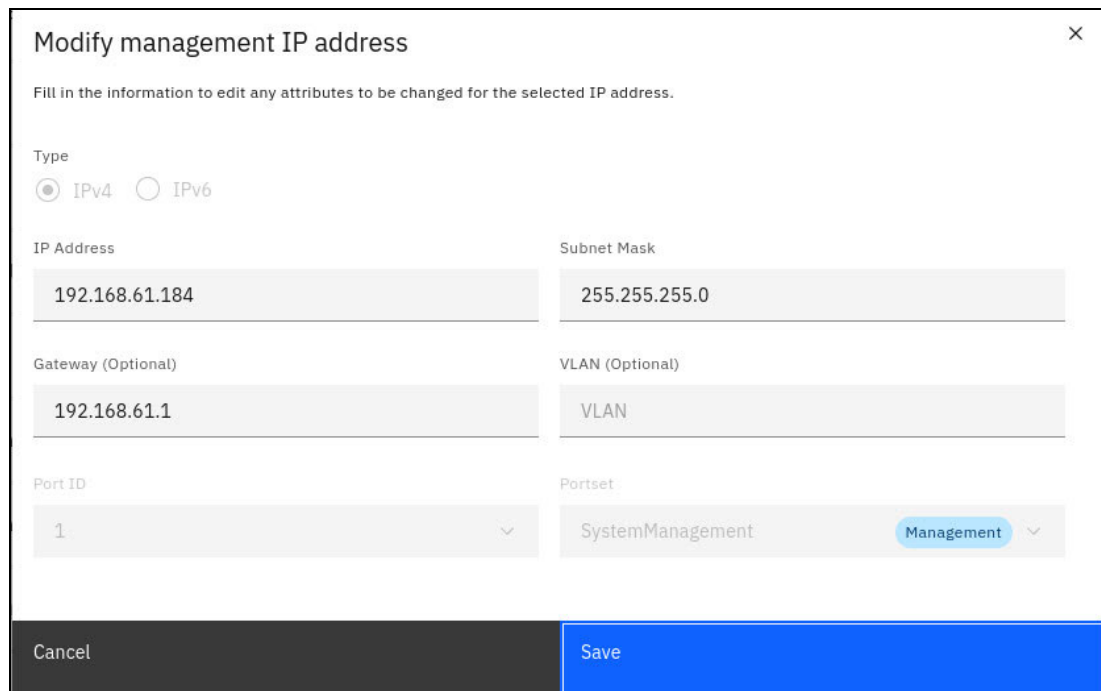 Modify management IP address
Fill in the information to edit any attributes to be changed for the selected IP address.
Type
IPv4 IPv6
IP Address Subnet Mask
192.168.61.184 255.255.255.0
Gateway (Optional) VLAN (Optional)
192.168.61.1 VLAN
Port ID Portset
1 SystemManagement Management
Cancel Save